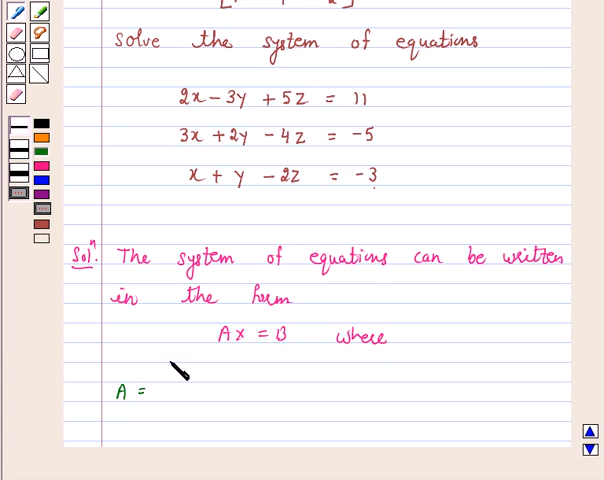 Solve the system of equations
2x - 3y + 5z = 11
3x + 2y - 4z = -5
x + y - 2z = -3
Solⁿ. The system of equations can be written
in the form
AX = B where
A =